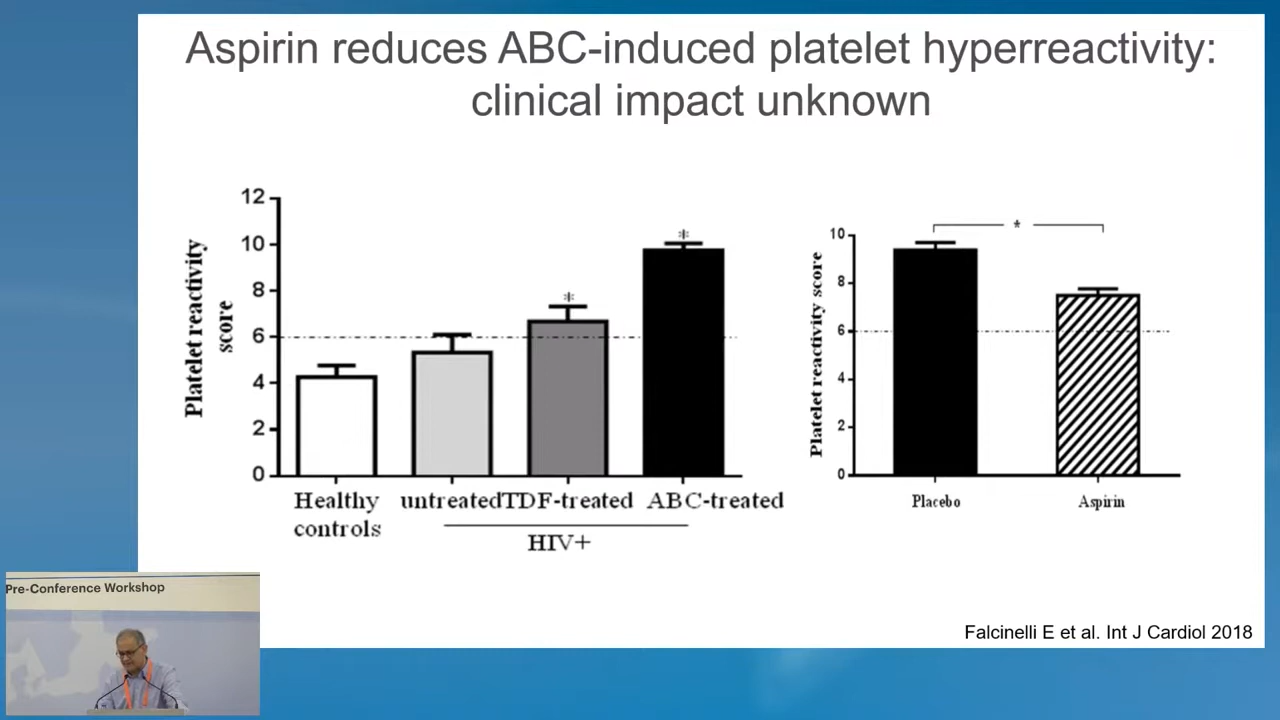 Aspirin reduces ABC-induced platelet hyperreactivity:
clinical impact unknown
Platelet reactivity
score
12
10
8
6
4
2
0
*
*
Healthy
controls
untreated
TDF-treated
ABC-treated
HIV+
Platelet reactivity score
10
8
6
4
2
0
*
Placebo
Aspirin
Falcinelli E et al. Int J Cardiol 2018
Pre-Conference Workshop